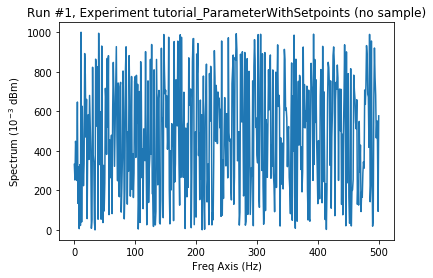 Run #1, Experiment tutorial_ParameterWithSetpoints (no sample)
1000
800
600
400
200
0
Spectrum (10⁻³ dBm)
0 100 200 300 400 500
Freq Axis (Hz)